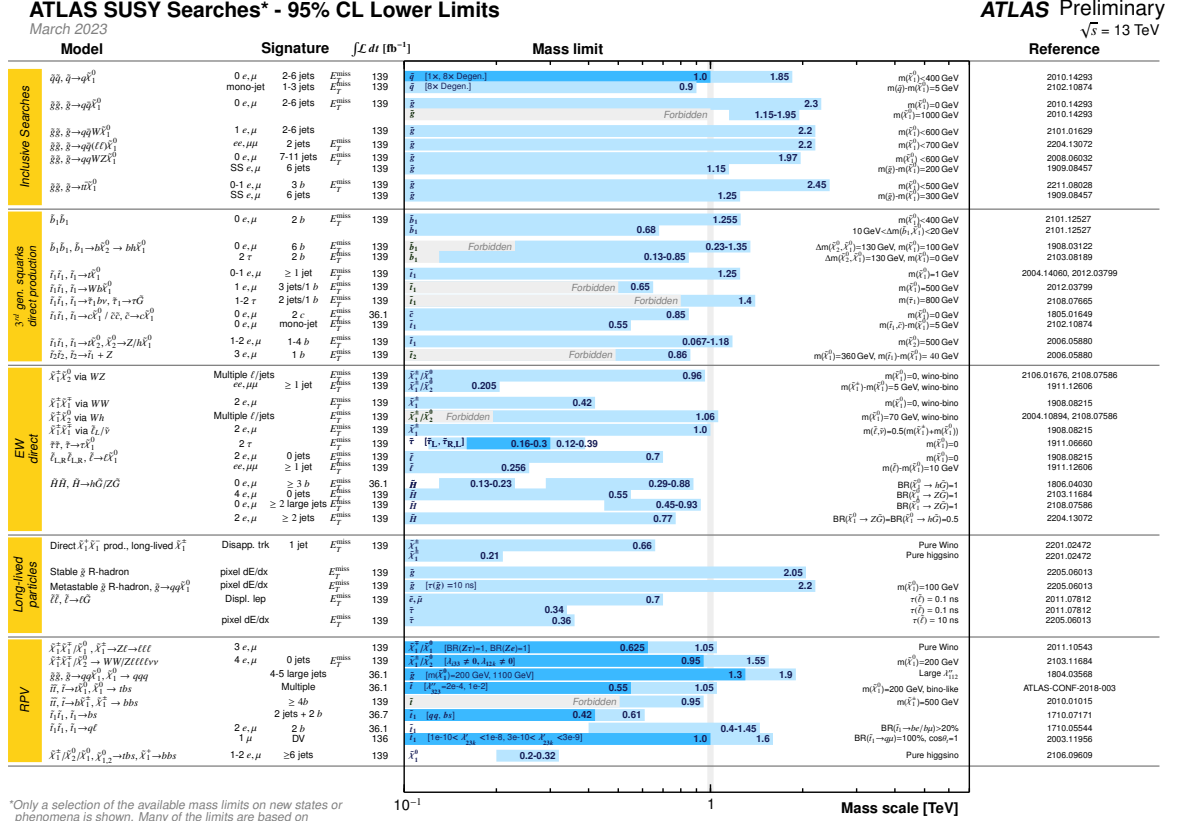 ATLAS SUSY Searches* - 95% CL Lower Limits
March 2023
ATLAS Preliminary
√s = 13 TeV
Model Signature ∫ℒ dt [fb⁻¹] Mass limit Reference
Inclusive Searches
q̃q̃, q̃→qχ̃₁⁰ 0 e,μ 2-6 jets E_T^miss 139 q̃ [1×, 8× Degen.] 1.0 1.85 m(χ̃₁⁰)<400 GeV 2010.14293
mono-jet 1-3 jets E_T^miss 139 q̃ [8× Degen.] 0.9 m(q̃)-m(χ̃₁⁰)=5 GeV 2102.10874
g̃g̃, g̃→qq̄χ̃₁⁰ 0 e,μ 2-6 jets E_T^miss 139 g̃ 2.3 m(χ̃₁⁰)=0 GeV 2010.14293
g̃ Forbidden 1.15-1.95 m(χ̃₁⁰)=1000 GeV 2010.14293
g̃g̃, g̃→qq̄Wχ̃₁⁰ 1 e,μ 2-6 jets 139 g̃ 2.2 m(χ̃₁⁰)<600 GeV 2101.01629
g̃g̃, g̃→qq̄(ℓℓ)χ̃₁⁰ ee,μμ 2 jets E_T^miss 139 g̃ 2.2 m(χ̃₁⁰)<700 GeV 2204.13072
g̃g̃, g̃→qqWZχ̃₁⁰ 0 e,μ 7-11 jets E_T^miss 139 g̃ 1.97 m(χ̃₁⁰) <600 GeV 2008.06032
SS e,μ 6 jets 139 g̃ 1.15 m(g̃)-m(χ̃₁⁰)=200 GeV 1909.08457
g̃g̃, g̃→tt̄χ̃₁⁰ 0-1 e,μ 3 b E_T^miss 139 g̃ 2.45 m(χ̃₁⁰)<500 GeV 2211.08028
SS e,μ 6 jets 139 g̃ 1.25 m(g̃)-m(χ̃₁⁰)=300 GeV 1909.08457
3rd gen. squarks
direct production
b̃₁b̃₁ 0 e,μ 2 b E_T^miss 139 b̃₁ 1.255 m(χ̃₁⁰)<400 GeV 2101.12527
b̃₁ 0.68 10 GeV<Δm(b̃₁,χ̃₁⁰)<20 GeV 2101.12527
b̃₁b̃₁, b̃₁→bχ̃₂⁰ → bhχ̃₁⁰ 0 e,μ 6 b E_T^miss 139 b̃₁ Forbidden 0.23-1.35 Δm(χ̃₂⁰,χ̃₁⁰)=130 GeV, m(χ̃₁⁰)=100 GeV 1908.03122
2 τ 2 b E_T^miss 139 b̃₁ 0.13-0.85 Δm(χ̃₂⁰,χ̃₁⁰)=130 GeV, m(χ̃₁⁰)=0 GeV 2103.08189
t̃₁t̃₁, t̃₁→tχ̃₁⁰ 0-1 e,μ ≥ 1 jet E_T^miss 139 t̃₁ 1.25 m(χ̃₁⁰)=1 GeV 2004.14060, 2012.03799
t̃₁t̃₁, t̃₁→Wbχ̃₁⁰ 1 e,μ 3 jets/1 b E_T^miss 139 t̃₁ Forbidden 0.65 m(χ̃₁⁰)=500 GeV 2012.03799
t̃₁t̃₁, t̃₁→τ̃₁bν, τ̃₁→τG̃ 1-2 τ 2 jets/1 b E_T^miss 139 t̃₁ Forbidden 1.4 m(τ̃₁)=800 GeV 2108.07665
t̃₁t̃₁, t̃₁→cχ̃₁⁰ / c̃c̃, c̃→cχ̃₁⁰ 0 e,μ 2 c E_T^miss 36.1 c̃ 0.85 m(χ̃₁⁰)=0 GeV 1805.01649
0 e,μ mono-jet E_T^miss 139 t̃₁ 0.55 m(t̃₁,c̃)-m(χ̃₁⁰)=5 GeV 2102.10874
t̃₁t̃₁, t̃₁→tχ̃₂⁰, χ̃₂⁰→Z/hχ̃₁⁰ 1-2 e,μ 1-4 b E_T^miss 139 t̃₁ 0.067-1.18 m(χ̃₂⁰)=500 GeV 2006.05880
t̃₂t̃₂, t̃₂→t̃₁ + Z 3 e,μ 1 b E_T^miss 139 t̃₂ Forbidden 0.86 m(χ̃₁⁰)=360 GeV, m(t̃₁)-m(χ̃₁⁰)= 40 GeV 2006.05880
EW
direct
χ̃₁±χ̃₂⁰ via WZ Multiple ℓ/jets E_T^miss 139 χ̃₁±/χ̃₂⁰ 0.96 m(χ̃₁⁰)=0, wino-bino 2106.01676, 2108.07586
ee,μμ ≥ 1 jet E_T^miss 139 χ̃₁±/χ̃₂⁰ 0.205 m(χ̃₁±)-m(χ̃₁⁰)=5 GeV, wino-bino 1911.12606
χ̃₁±χ̃₁∓ via WW 2 e,μ E_T^miss 139 χ̃₁± 0.42 m(χ̃₁⁰)=0, wino-bino 1908.08215
χ̃₁±χ̃₂⁰ via Wh Multiple ℓ/jets E_T^miss 139 χ̃₁±/χ̃₂⁰ Forbidden 1.06 m(χ̃₁⁰)=70 GeV, wino-bino 2004.10894, 2108.07586
χ̃₁±χ̃₁∓ via ℓ̃_L/ν̃ 2 e,μ E_T^miss 139 χ̃₁± 1.0 m(ℓ̃,ν̃)=0.5(m(χ̃₁±)+m(χ̃₁⁰)) 1908.08215
τ̃τ̃, τ̃→τχ̃₁⁰ 2 τ E_T^miss 139 τ̃ [τ̃_L, τ̃_R,L] 0.16-0.3 0.12-0.39 m(χ̃₁⁰)=0 1911.06660
ℓ̃_L,R ℓ̃_L,R, ℓ̃→ℓχ̃₁⁰ 2 e,μ 0 jets E_T^miss 139 ℓ̃ 0.7 m(χ̃₁⁰)=0 1908.08215
ee,μμ ≥ 1 jet E_T^miss 139 ℓ̃ 0.256 m(ℓ̃)-m(χ̃₁⁰)=10 GeV 1911.12606
H̃H̃, H̃→hG̃/ZG̃ 0 e,μ ≥ 3 b E_T^miss 36.1 H̃ 0.13-0.23 0.29-0.88 BR(χ̃₁⁰ → hG̃)=1 1806.04030
4 e,μ 0 jets E_T^miss 139 H̃ 0.55 BR(χ̃₁⁰ → ZG̃)=1 2103.11684
0 e,μ ≥ 2 large jets E_T^miss 139 H̃ 0.45-0.93 BR(χ̃₁⁰ → ZG̃)=1 2108.07586
2 e,μ ≥ 2 jets E_T^miss 139 H̃ 0.77 BR(χ̃₁⁰ → ZG̃)=BR(χ̃₁⁰ → hG̃)=0.5 2204.13072
Long-lived
particles
Direct χ̃₁⁺χ̃₁⁻ prod., long-lived χ̃₁± Disapp. trk 1 jet E_T^miss 139 χ̃₁± 0.66 Pure Wino 2201.02472
χ̃₁± 0.21 Pure higgsino 2201.02472
Stable g̃ R-hadron pixel dE/dx E_T^miss 139 g̃ 2.05 2205.06013
Metastable g̃ R-hadron, g̃→qqχ̃₁⁰ pixel dE/dx E_T^miss 139 g̃ [τ(g̃) =10 ns] 2.2 m(χ̃₁⁰)=100 GeV 2205.06013
ℓ̃ℓ̃, ℓ̃→ℓG̃ Displ. lep E_T^miss 139 ẽ, μ̃ 0.7 τ(ℓ̃) = 0.1 ns 2011.07812
τ̃ 0.34 τ(ℓ̃) = 0.1 ns 2011.07812
pixel dE/dx E_T^miss 139 τ̃ 0.36 τ(ℓ̃) = 10 ns 2205.06013
RPV
χ̃₁±χ̃₁∓/χ̃₁⁰, χ̃₁±→Zℓ→ℓℓℓ 3 e,μ 139 χ̃₁∓/χ̃₁⁰ [BR(Zτ)=1, BR(Ze)=1] 0.625 1.05 Pure Wino 2011.10543
χ̃₁±χ̃₁∓/χ̃₂⁰ → WW/Zℓℓℓℓνν 4 e,μ 0 jets E_T^miss 139 χ̃₁±/χ̃₂⁰ [λ_i33 ≠ 0, λ_12k ≠ 0] 0.95 1.55 m(χ̃₁⁰)=200 GeV 2103.11684
g̃g̃, g̃→qqχ̃₁⁰, χ̃₁⁰ → qqq 4-5 large jets 36.1 g̃ [m(χ̃₁⁰)=200 GeV, 1100 GeV] 1.3 1.9 Large λ″₁₁₂ 1804.03568
t̃t̃, t̃→tχ̃₁⁰, χ̃₁⁰ → tbs Multiple 36.1 t̃ [λ″₃₂₃=2e-4, 1e-2] 0.55 1.05 m(χ̃₁⁰)=200 GeV, bino-like ATLAS-CONF-2018-003
t̃t̃, t̃→bχ̃₁±, χ̃₁± → bbs ≥ 4b 139 t̃ Forbidden 0.95 m(χ̃₁±)=500 GeV 2010.01015
t̃₁t̃₁, t̃₁→bs 2 jets + 2 b 36.7 t̃₁ [qq, bs] 0.42 0.61 1710.07171
t̃₁t̃₁, t̃₁→qℓ 2 e,μ 2 b 36.1 t̃₁ 0.4-1.45 BR(t̃₁→be/bμ)>20% 1710.05544
1 μ DV 136 t̃₁ [1e-10< λ′₂₃ₖ <1e-8, 3e-10< λ′₂₃ₖ <3e-9] 1.0 1.6 BR(t̃₁→qμ)=100%, cosθₜ=1 2003.11956
χ̃₁±/χ̃₂⁰/χ̃₁⁰, χ̃₁,₂⁰→tbs, χ̃₁⁺→bbs 1-2 e,μ ≥6 jets 139 χ̃₁⁰ 0.2-0.32 Pure higgsino 2106.09609
10⁻¹ 1 Mass scale [TeV]
*Only a selection of the available mass limits on new states or
phenomena is shown. Many of the limits are based on